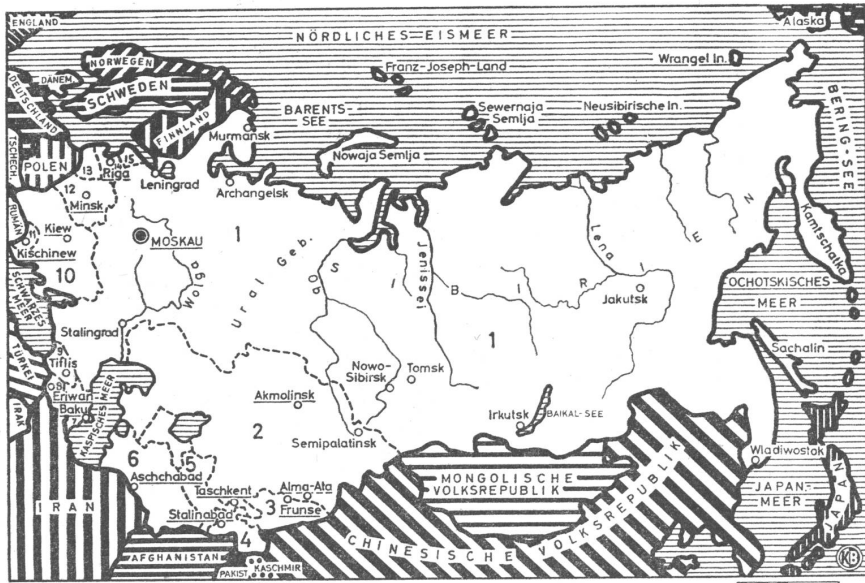 ENGLAND
NÖRDLICHES EISMEER
Alaska
NORWEGEN
Franz-Joseph-Land
Wrangel In.
DÄNEM.
SCHWEDEN
DEUTSCHLAND
BARENTS-
SEE
Sewernaja
Semlja
Neusibirische In.
BERING-SEE
FINNLAND
Murmansk
Nowaja Semlja
TSCHECH.
POLEN
13
Riga
14
15
Leningrad
Archangelsk
12
Minsk
Kamtschatka
RUMÄN
11
Kiew
Kischinew
MOSKAU
1
Ural Geb.
Wolga
Ob
Jenissei
Lena
SIBIRIEN
10
SCHWARZES
MEER
Jakutsk
OCHOTSKISCHES
MEER
Stalingrad
1
TÜRKEI
9
Tiflis
8
Eriwan
Baku
KASPISCHES MEER
Nowo-
Sibirsk
Tomsk
Sachalin
Akmolinsk
2
IRAK
Semipalatinsk
Irkutsk
BAIKAL-SEE
6
5
Aschchabad
Wladiwostok
MONGOLISCHE
VOLKSREPUBLIK
IRAN
Taschkent
3
Alma-Ata
Frunse
Stalinabad
4
JAPAN-
MEER
JAPAN
CHINESISCHE VOLKSREPUBLIK
AFGHANISTAN
PAKIST.
KASCHMIR
KB